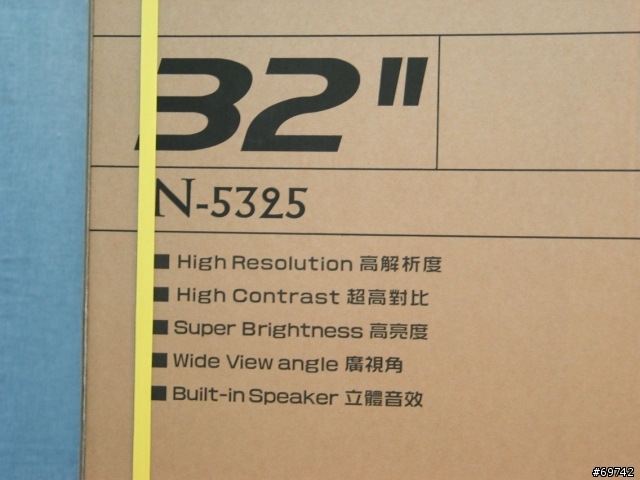 32"
N-5325
■ High Resolution 高解析度
■ High Contrast 超高對比
■ Super Brightness 高亮度
■ Wide View angle 廣視角
■ Built-in Speaker 立體音效
#69742